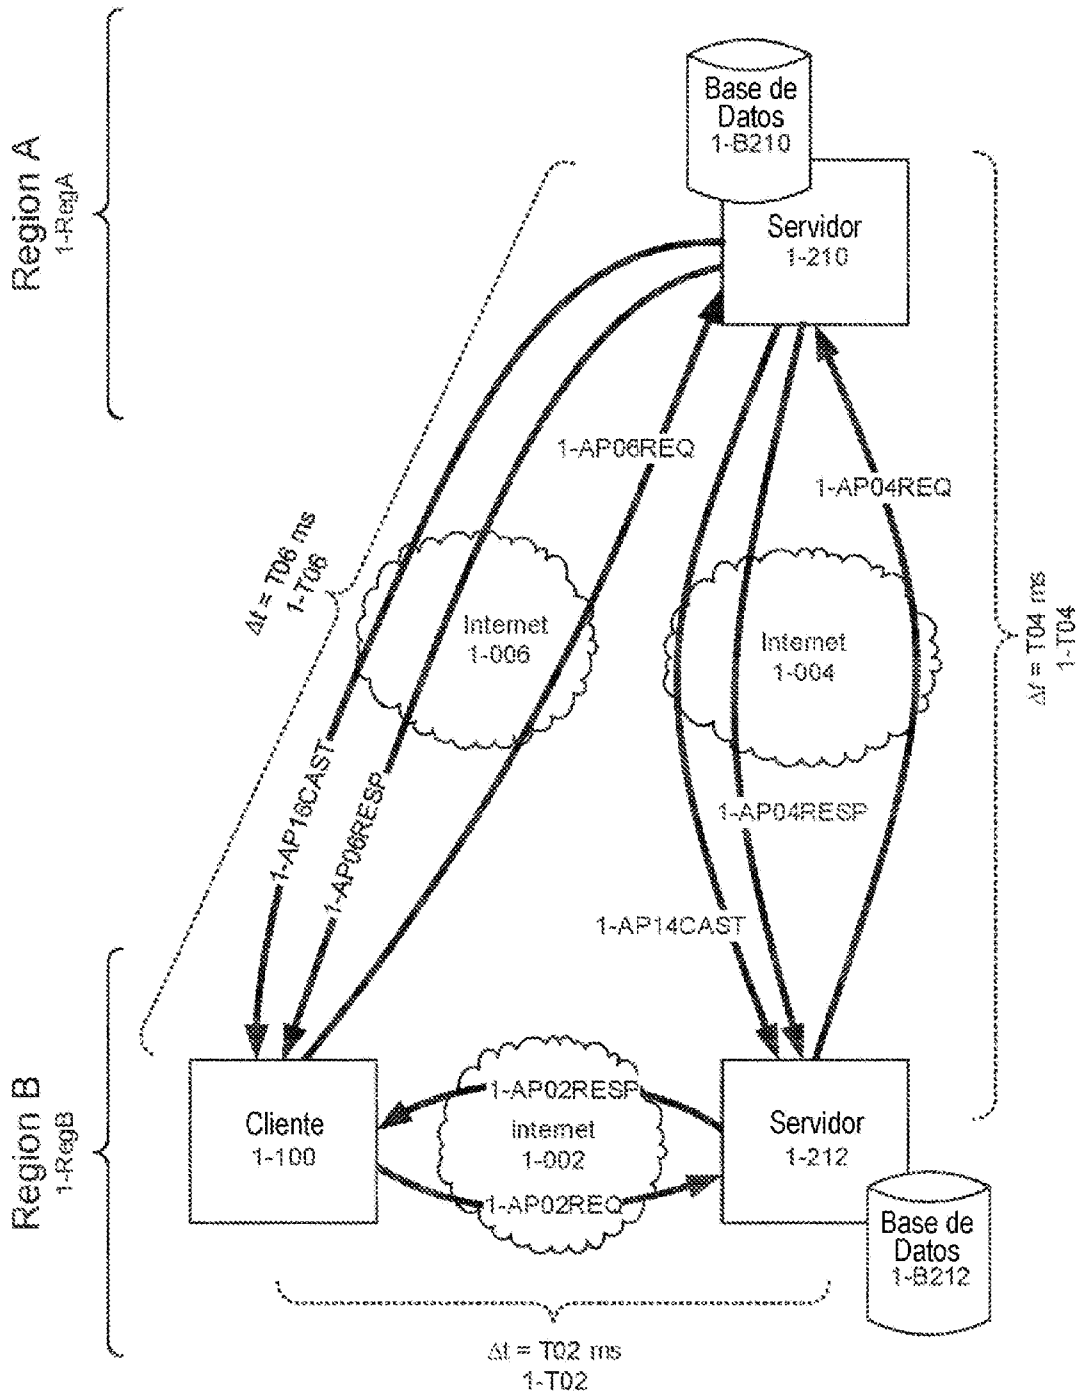 Region A
1-RegA
Base de
Datos
1-B210
Servidor
1-210
1-AP06REQ
1-AP04REQ
Δt = T06 ms
1-T06
Internet
1-006
Internet
1-004
Δt = T04 ms
1-T04
1-AP16CAST
1-AP06RESP
1-AP04RESP
1-AP14CAST
Region B
1-RegB
Cliente
1-100
1-AP02RESP
Internet
1-002
1-AP02REQ
Servidor
1-212
Base de
Datos
1-B212
Δt = T02 ms
1-T02